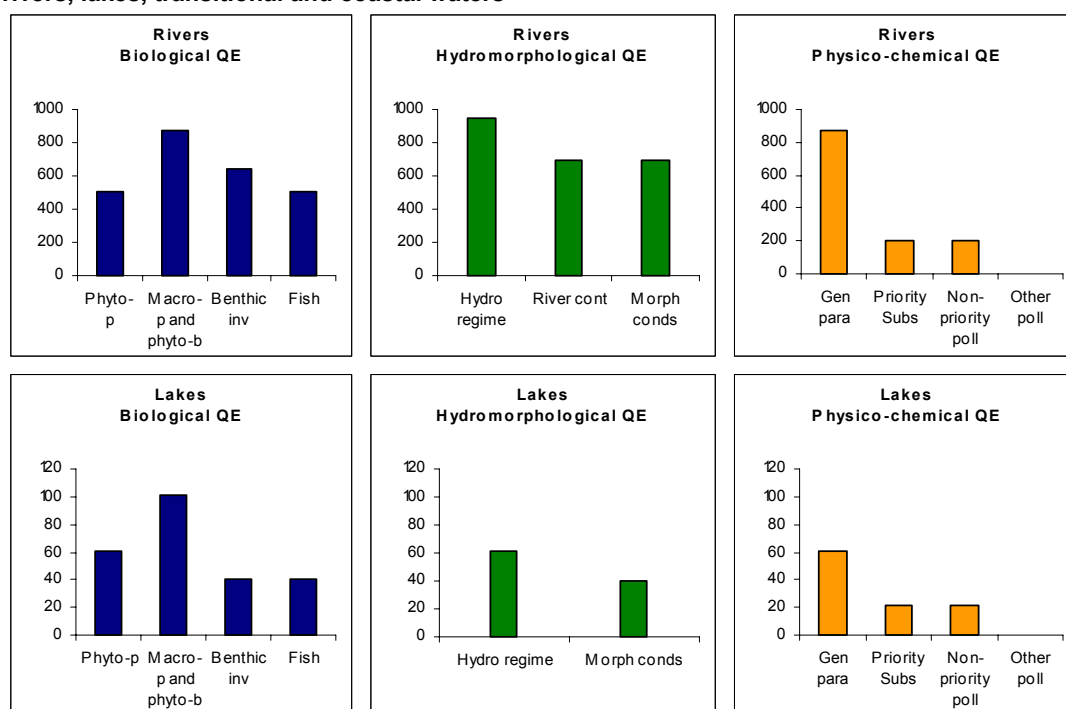 rivers, lakes, transitional and coastal waters
Rivers
Biological QE
1000
800
600
400
200
0
Phyto-
p
Macro-
p and
phyto-b
Benthic
inv
Fish
Rivers
Hydromorphological QE
1000
800
600
400
200
0
Hydro
regime
River cont
Morph
conds
Rivers
Physico-chemical QE
1000
800
600
400
200
0
Gen
para
Priority
Subs
Non-
priority
poll
Other
poll
Lakes
Biological QE
120
100
80
60
40
20
0
Phyto-p
Macro-
p and
phyto-b
Benthic
inv
Fish
Lakes
Hydromorphological QE
120
100
80
60
40
20
0
Hydro regime
Morph conds
Lakes
Physico-chemical QE
120
100
80
60
40
20
0
Gen
para
Priority
Subs
Non-
priority
poll
Other
poll